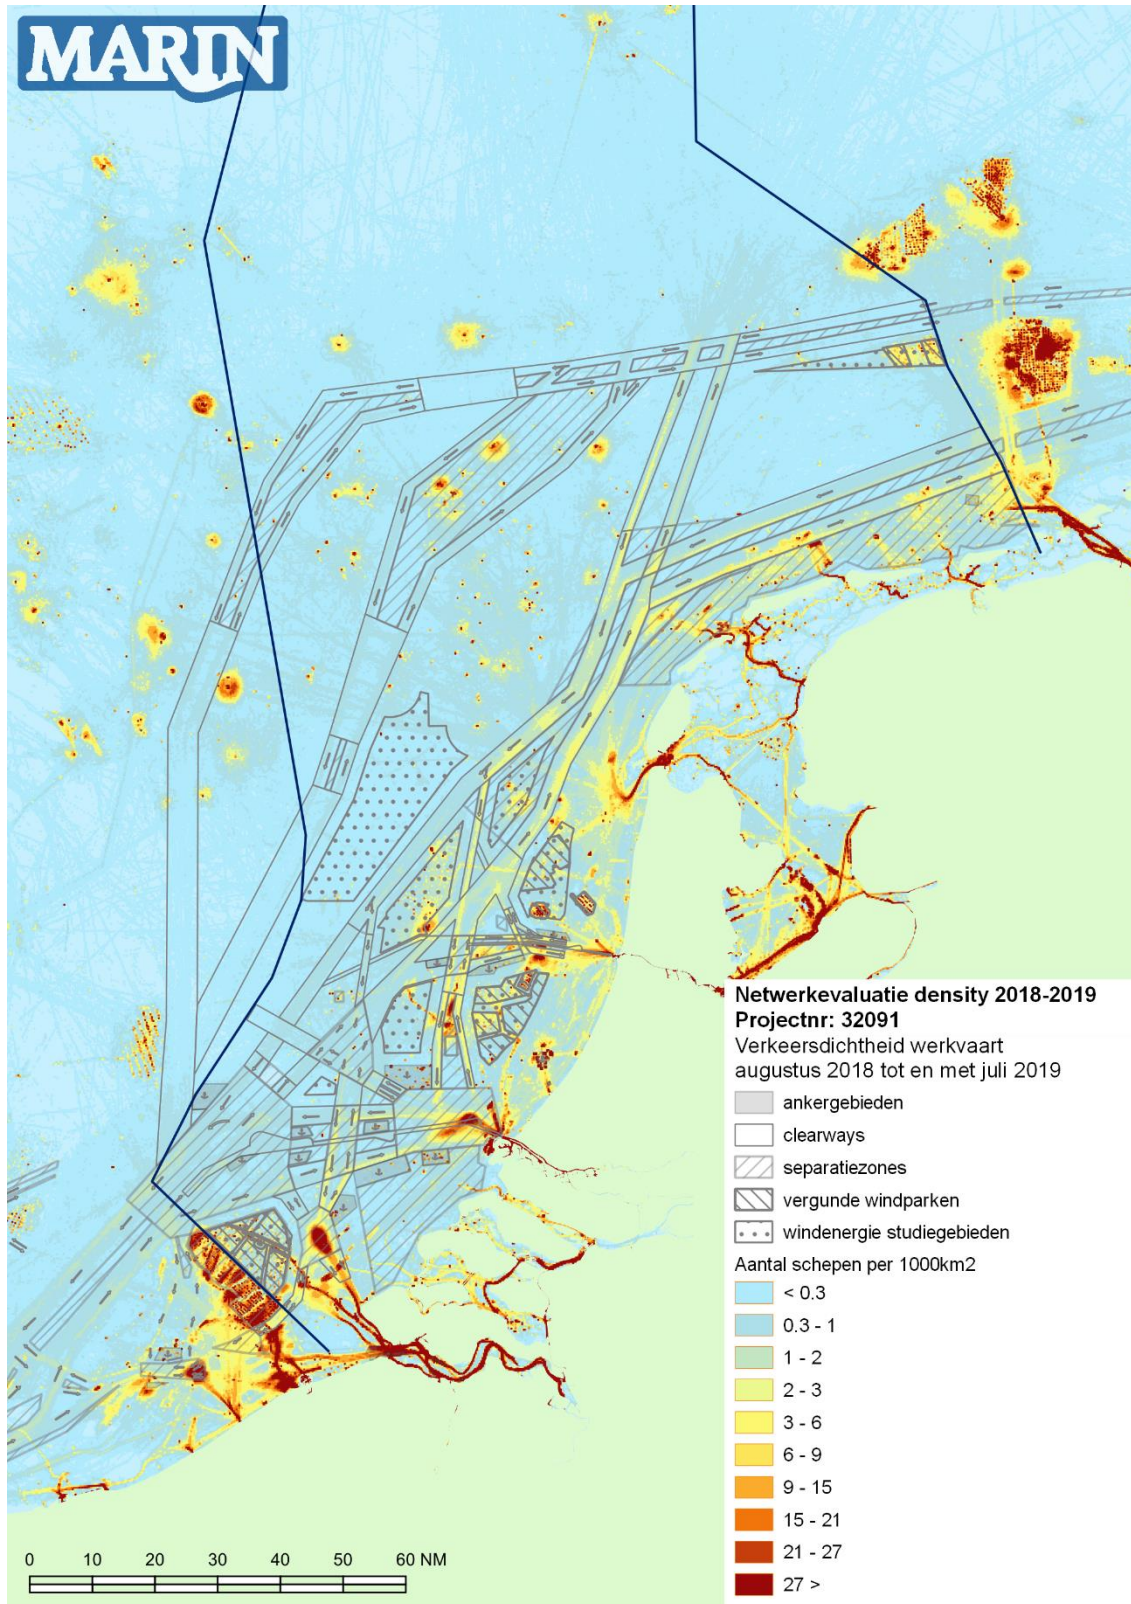 MARIN
Netwerkevaluatie density 2018-2019
Projectnr: 32091
Verkeersdichtheid werkvaart
augustus 2018 tot en met juli 2019
ankergebieden
clearways
separatiezones
vergunde windparken
windenergie studiegebieden
Aantal schepen per 1000km2
< 0.3
0.3 - 1
1 - 2
2 - 3
3 - 6
6 - 9
9 - 15
15 - 21
21 - 27
27 >
0 10 20 30 40 50 60 NM